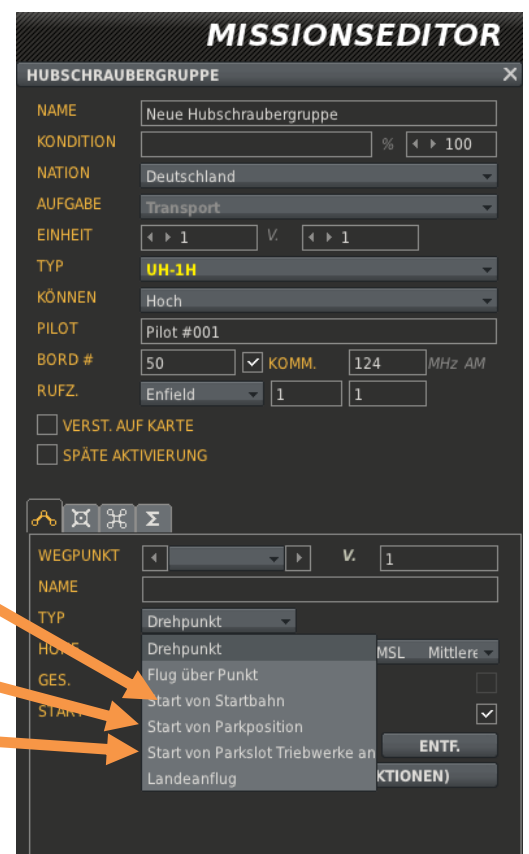 MISSIONSEDITOR
HUBSCHRAUBERGRUPPE X
NAME Neue Hubschraubergruppe
KONDITION % 100
NATION Deutschland
AUFGABE Transport
EINHEIT 1 V. 1
TYP UH-1H
KÖNNEN Hoch
PILOT Pilot #001
BORD # 50 KOMM. 124 MHz AM
RUFZ. Enfield 1 1
VERST. AUF KARTE
SPÄTE AKTIVIERUNG
Σ
WEGPUNKT V. 1
NAME
TYP Drehpunkt
Drehpunkt MSL Mittlere
GES. Flug über Punkt
Start von Startbahn
Start von Parkposition ENTF.
Start von Parkslot Triebwerke an KTIONEN)
Landeanflug